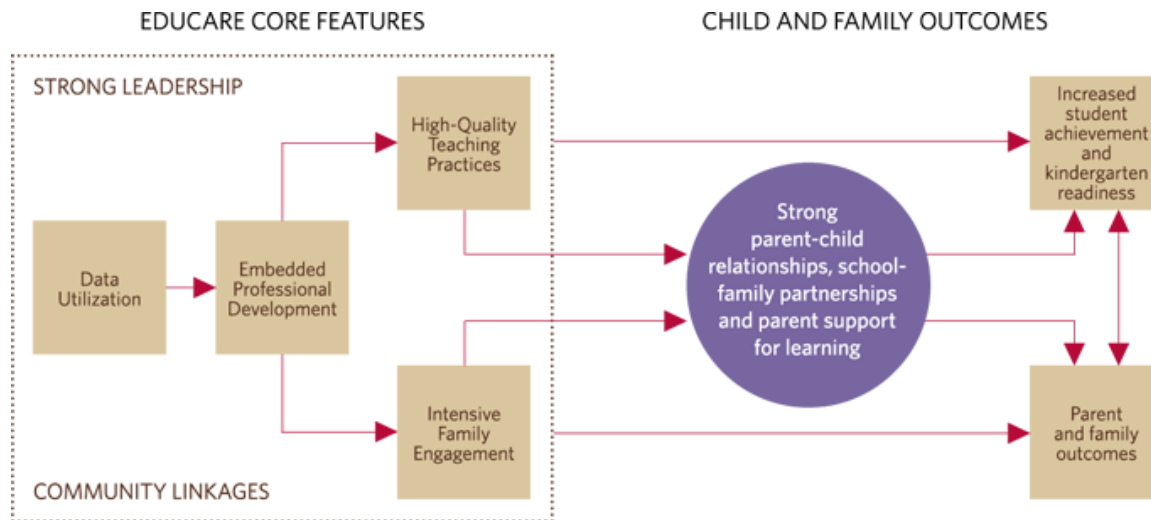 EDUCARE CORE FEATURES
CHILD AND FAMILY OUTCOMES
STRONG LEADERSHIP
High-Quality
Teaching
Practices
Data
Utilization
Embedded
Professional
Development
Intensive
Family
Engagement
COMMUNITY LINKAGES
Strong
parent-child
relationships, school-
family partnerships
and parent support
for learning
Increased
student
achievement
and
kindergarten
readiness
Parent
and family
outcomes